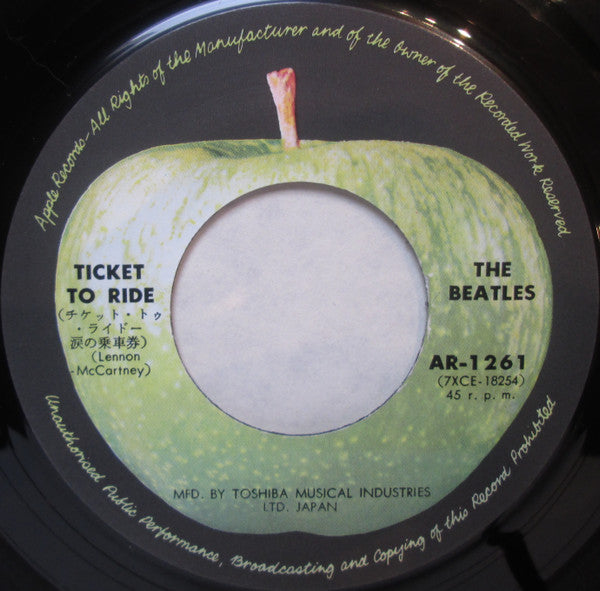 Apple Records-All Rights of the Manufacturer and of the Owner of the Recorded Work Reserved
TICKET
TO RIDE
(チケット・トゥ
・ライドー
涙の乗車券)
(Lennon
-McCartney)
THE
BEATLES
AR-1261
(7XCE-18254)
45 r. p. m.
MFD. BY TOSHIBA MUSICAL INDUSTRIES
LTD. JAPAN
Unauthorised Public Performance, Broadcasting and Copying of this Record Prohibited